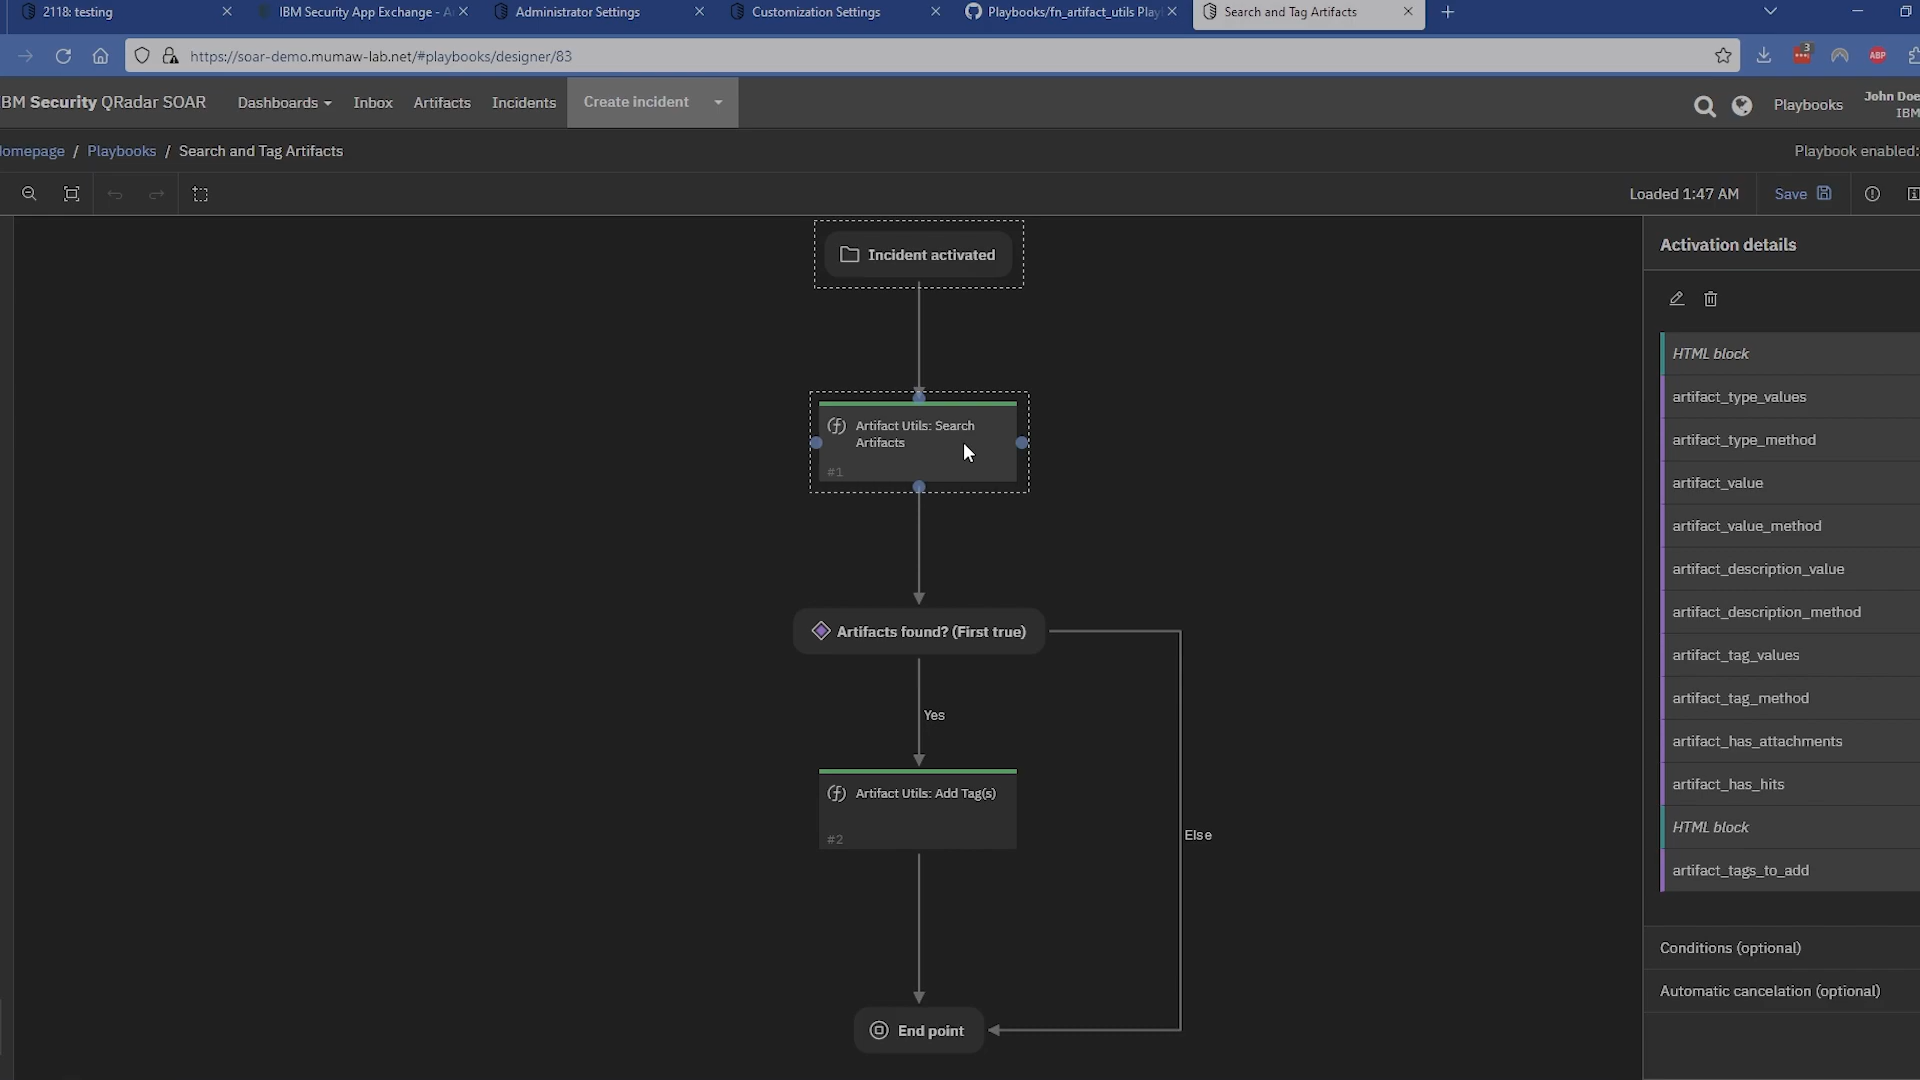 2118: testing
IBM Security App Exchange - A
Administrator Settings
Customization Settings
Playbooks/fn_artifact_utils Play
Search and Tag Artifacts
https://soar-demo.mumaw-lab.net/#playbooks/designer/83
3
ABP
BM Security QRadar SOAR
Dashboards
Inbox
Artifacts
Incidents
Create incident
Playbooks
John Doe
IBM
omepage / Playbooks / Search and Tag Artifacts
Playbook enabled:
Loaded 1:47 AM
Save
Incident activated
Artifact Utils: Search
Artifacts
#1
Artifacts found? (First true)
Yes
Artifact Utils: Add Tag(s)
#2
Else
End point
Activation details
HTML block
artifact_type_values
artifact_type_method
artifact_value
artifact_value_method
artifact_description_value
artifact_description_method
artifact_tag_values
artifact_tag_method
artifact_has_attachments
artifact_has_hits
HTML block
artifact_tags_to_add
Conditions (optional)
Automatic cancelation (optional)